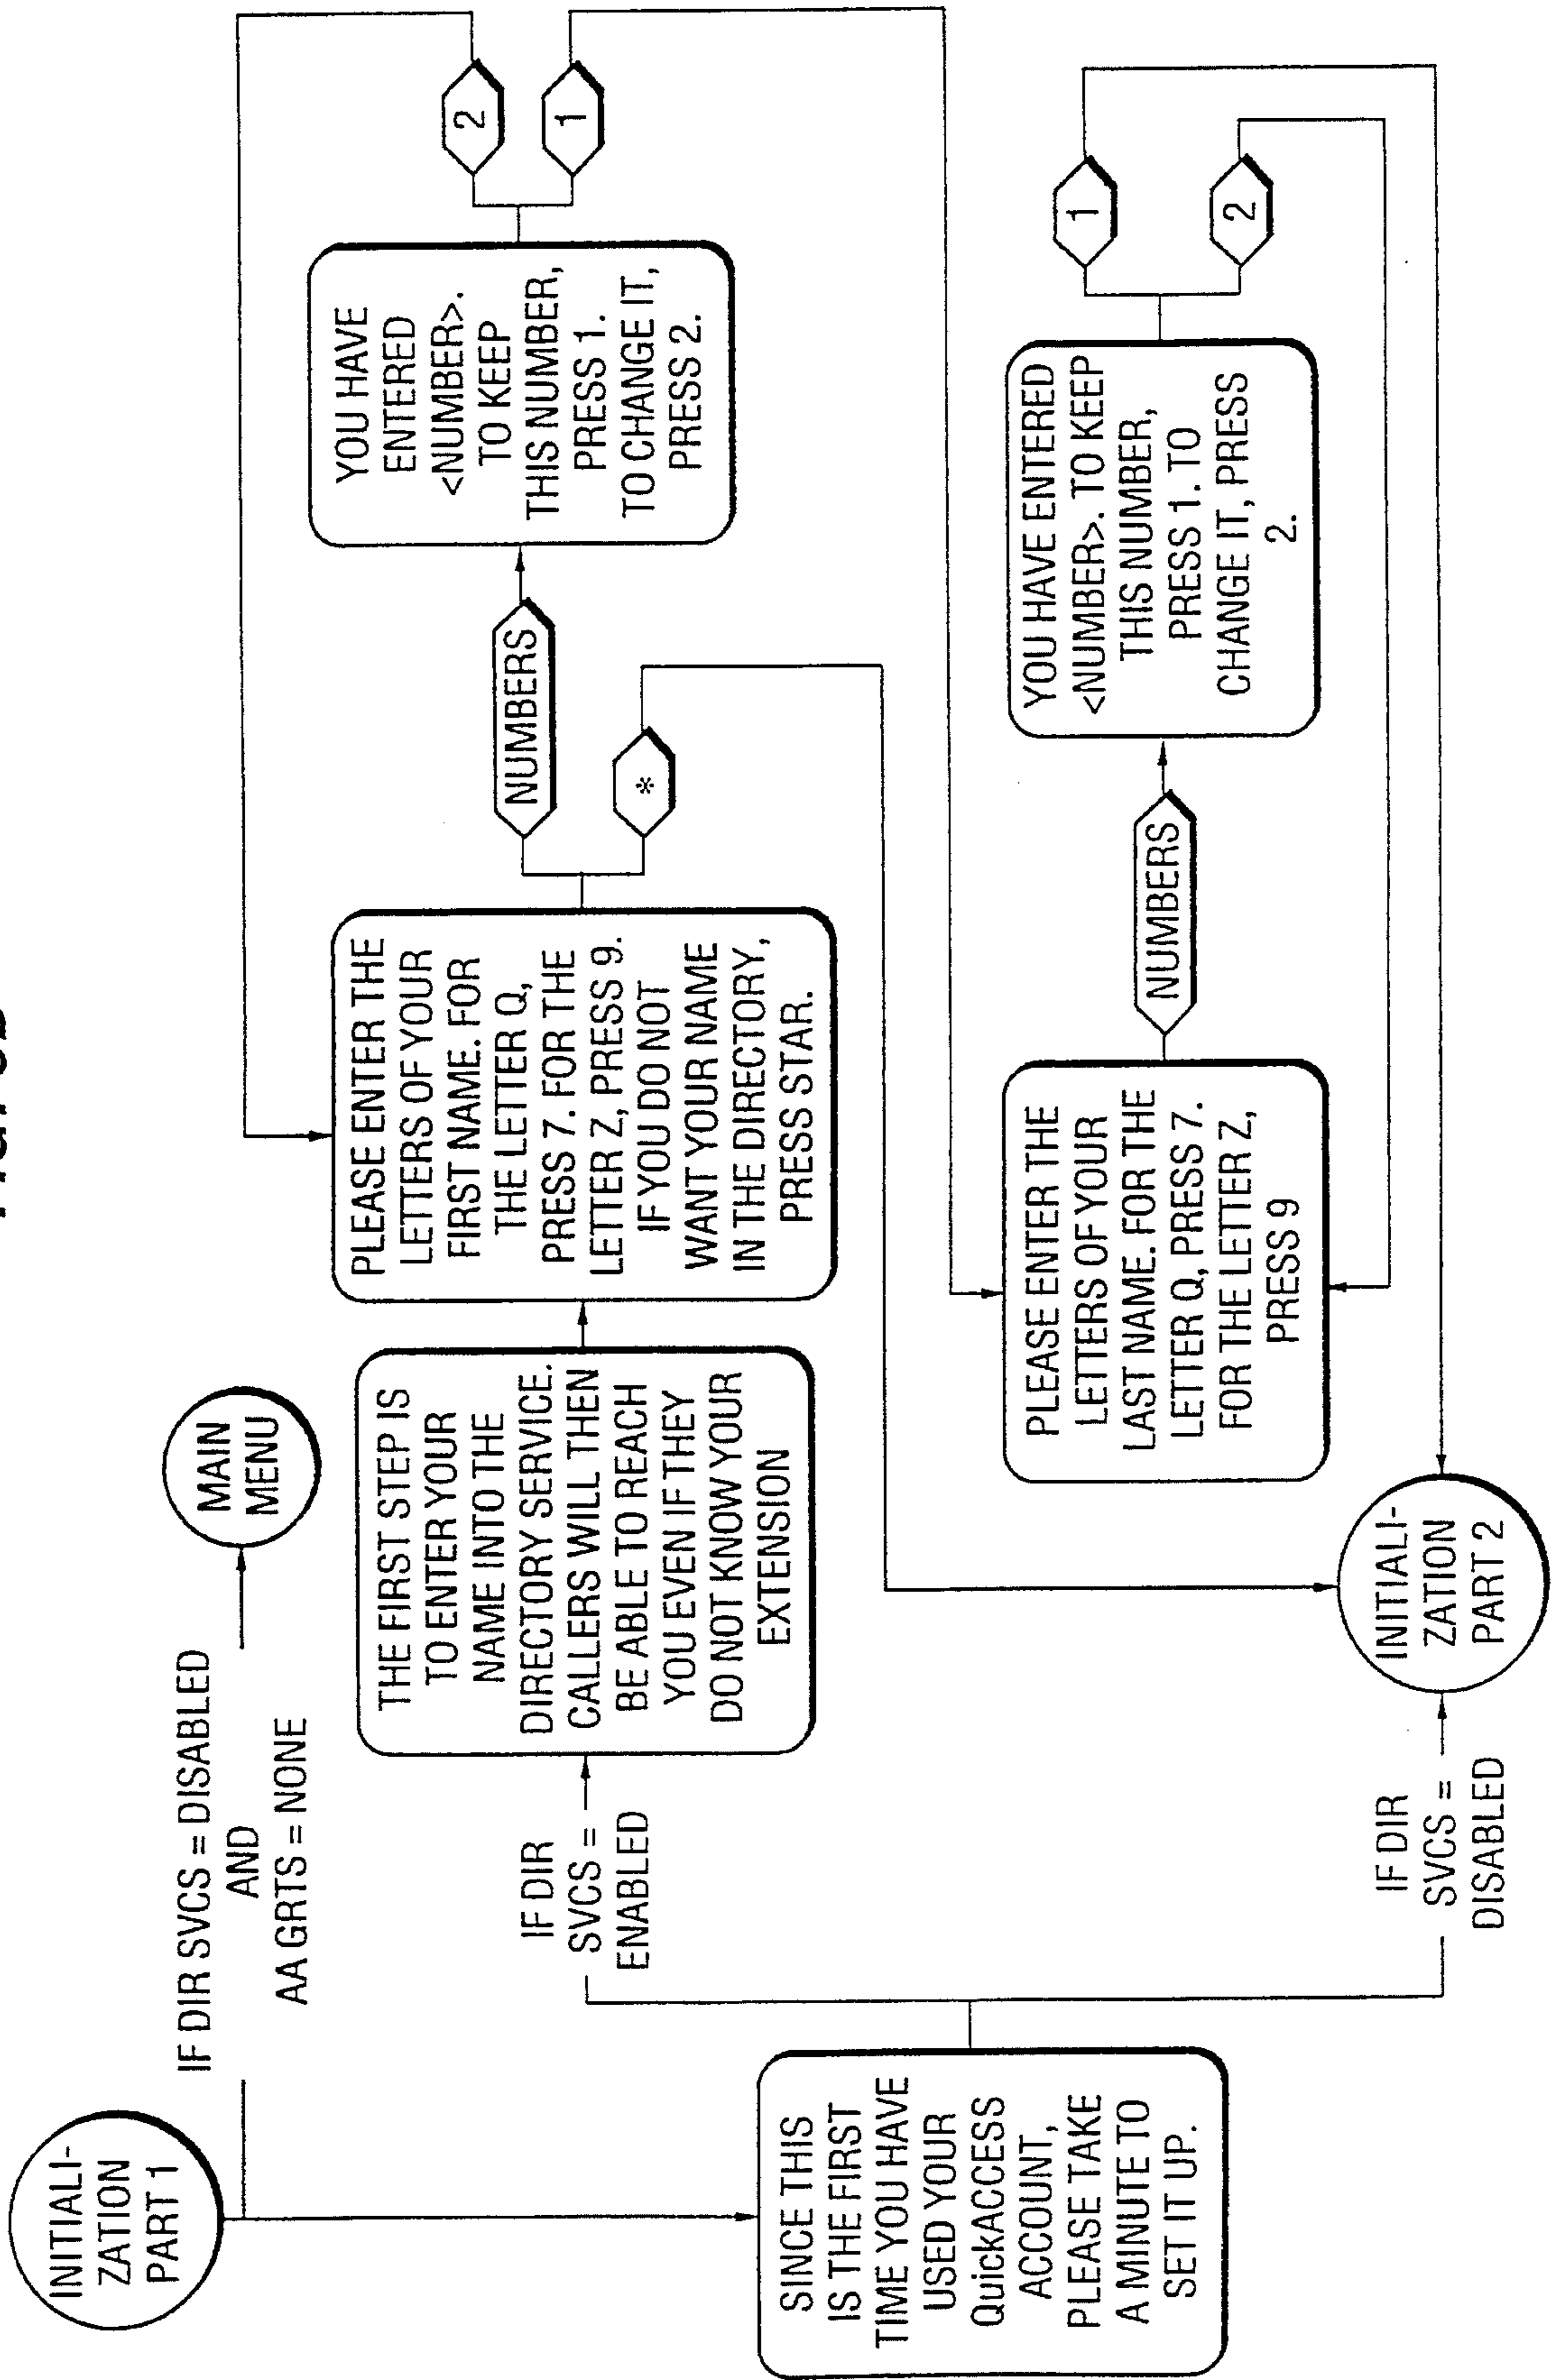 INITIALI-
ZATION
PART 1
IF DIR SVCS = DISABLED
AND
AA GRTS = NONE
MAIN
MENU
SINCE THIS
IS THE FIRST
TIME YOU HAVE
USED YOUR
QuickACCESS
ACCOUNT,
PLEASE TAKE
A MINUTE TO
SET IT UP.
IF DIR
SVCS =
ENABLED
THE FIRST STEP IS
TO ENTER YOUR
NAME INTO THE
DIRECTORY SERVICE.
CALLERS WILL THEN
BE ABLE TO REACH
YOU EVEN IF THEY
DO NOT KNOW YOUR
EXTENSION
PLEASE ENTER THE
LETTERS OF YOUR
FIRST NAME. FOR
THE LETTER Q,
PRESS 7. FOR THE
LETTER Z, PRESS 9.
IF YOU DO NOT
WANT YOUR NAME
IN THE DIRECTORY,
PRESS STAR.
NUMBERS
*
YOU HAVE
ENTERED
<NUMBER>.
TO KEEP
THIS NUMBER,
PRESS 1.
TO CHANGE IT,
PRESS 2.
2
1
IF DIR
SVCS =
DISABLED
INITIALI-
ZATION
PART 2
PLEASE ENTER THE
LETTERS OF YOUR
LAST NAME. FOR THE
LETTER Q, PRESS 7.
FOR THE LETTER Z,
PRESS 9
NUMBERS
YOU HAVE ENTERED
<NUMBER>. TO KEEP
THIS NUMBER,
PRESS 1. TO
CHANGE IT, PRESS
2.
1
2